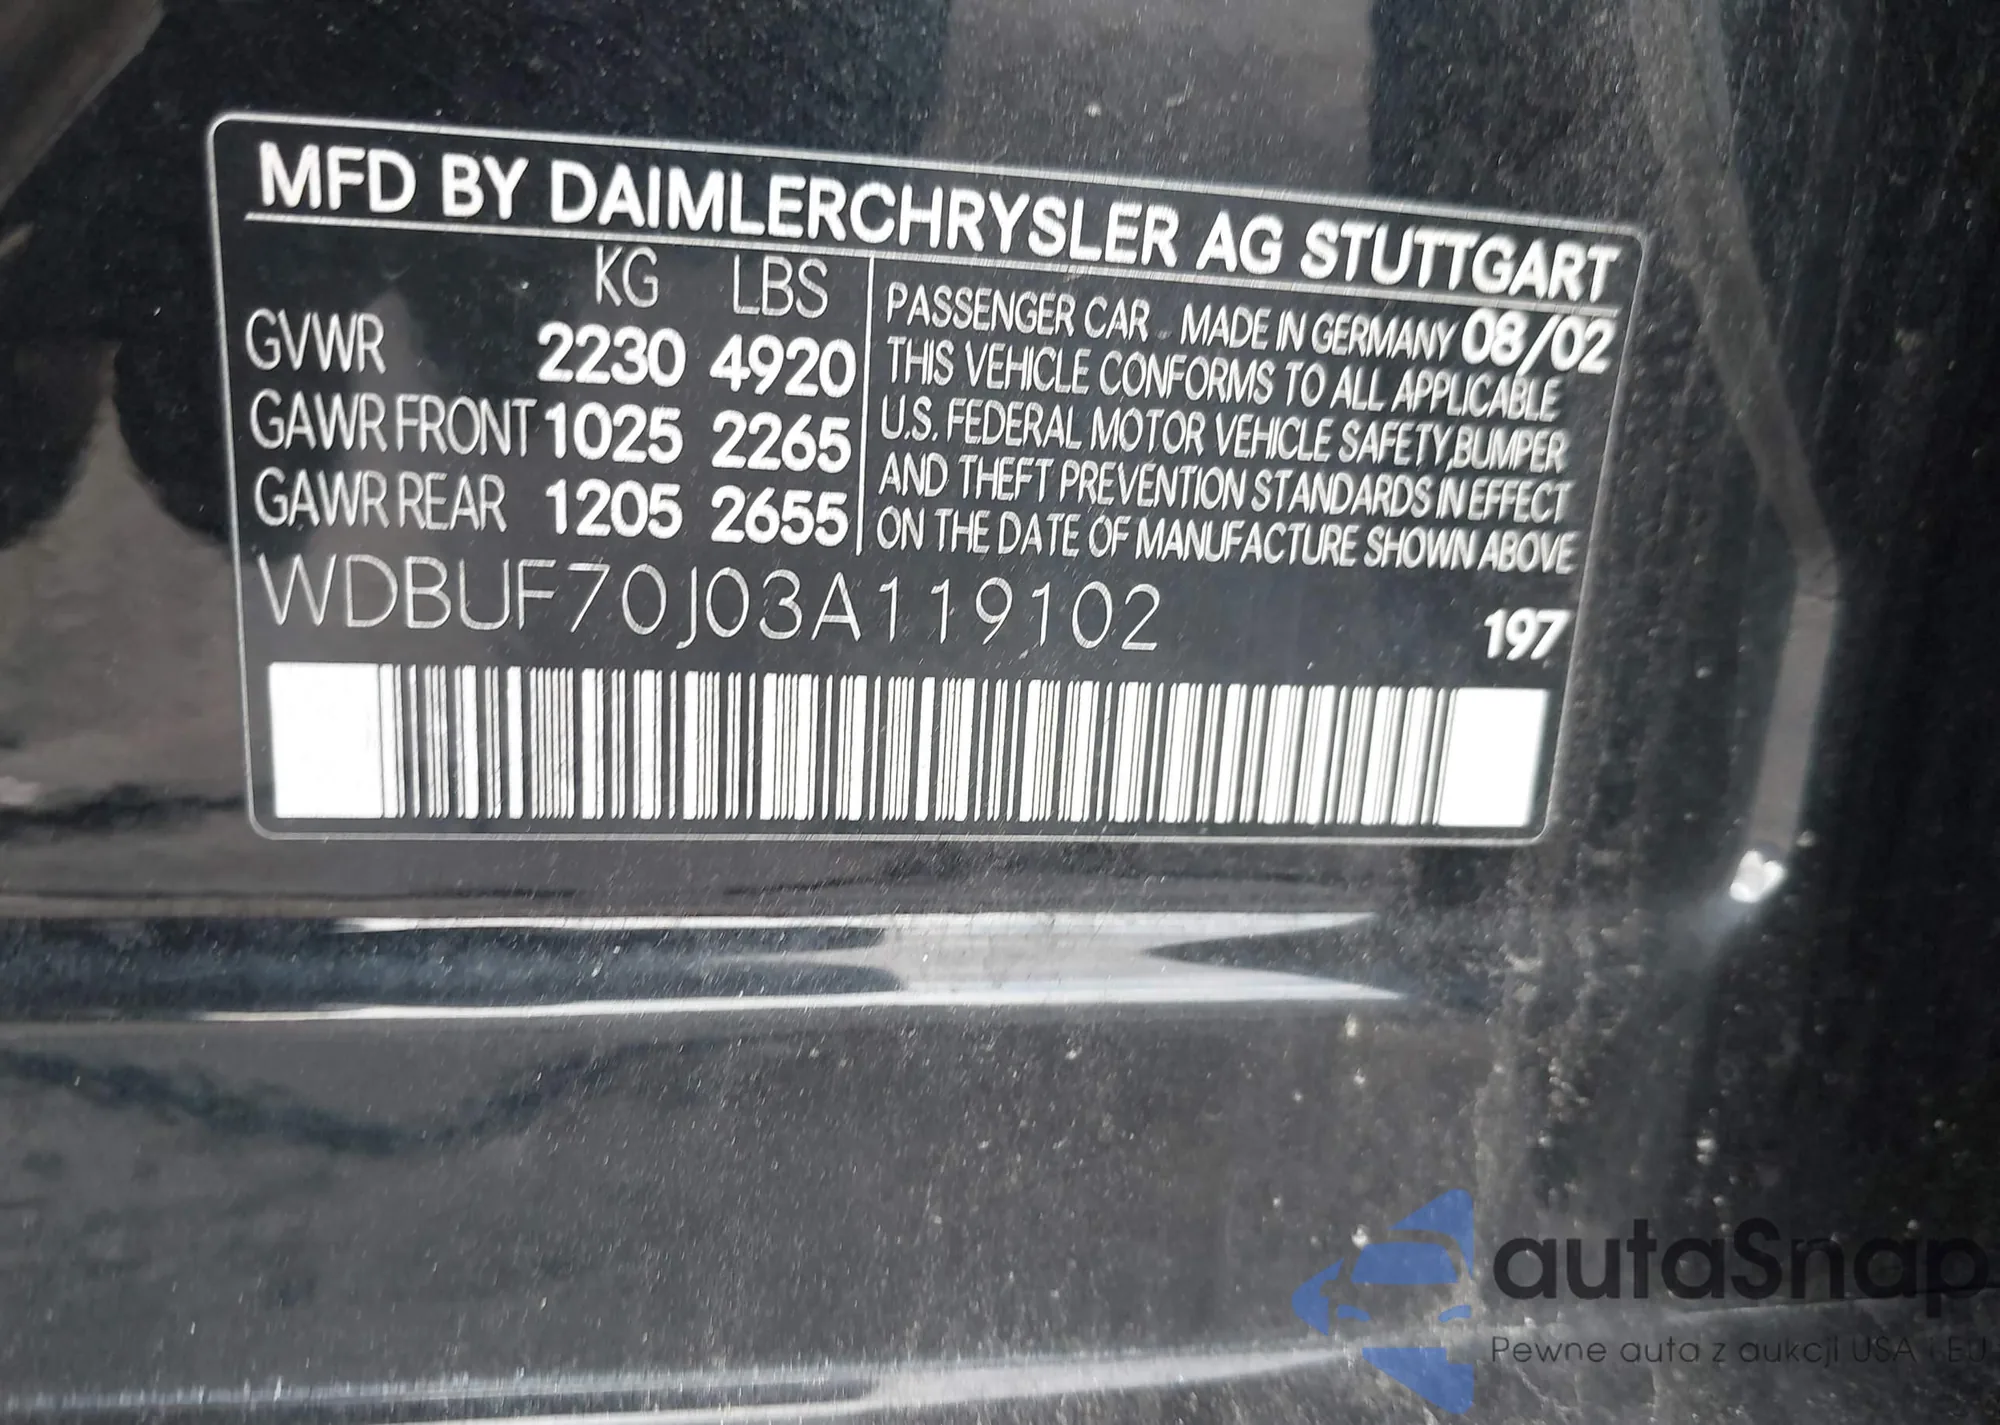 MFD BY DAIMLERCHRYSLER AG STUTTGART
KG LBS
GVWR 2230 4920
GAWR FRONT 1025 2265
GAWR REAR 1205 2655
PASSENGER CAR MADE IN GERMANY 08/02
THIS VEHICLE CONFORMS TO ALL APPLICABLE
U.S. FEDERAL MOTOR VEHICLE SAFETY,BUMPER
AND THEFT PREVENTION STANDARDS IN EFFECT
ON THE DATE OF MANUFACTURE SHOWN ABOVE
WDBUF70J03A119102
197
autaSnap
Pewne auta z aukcji USA i EU